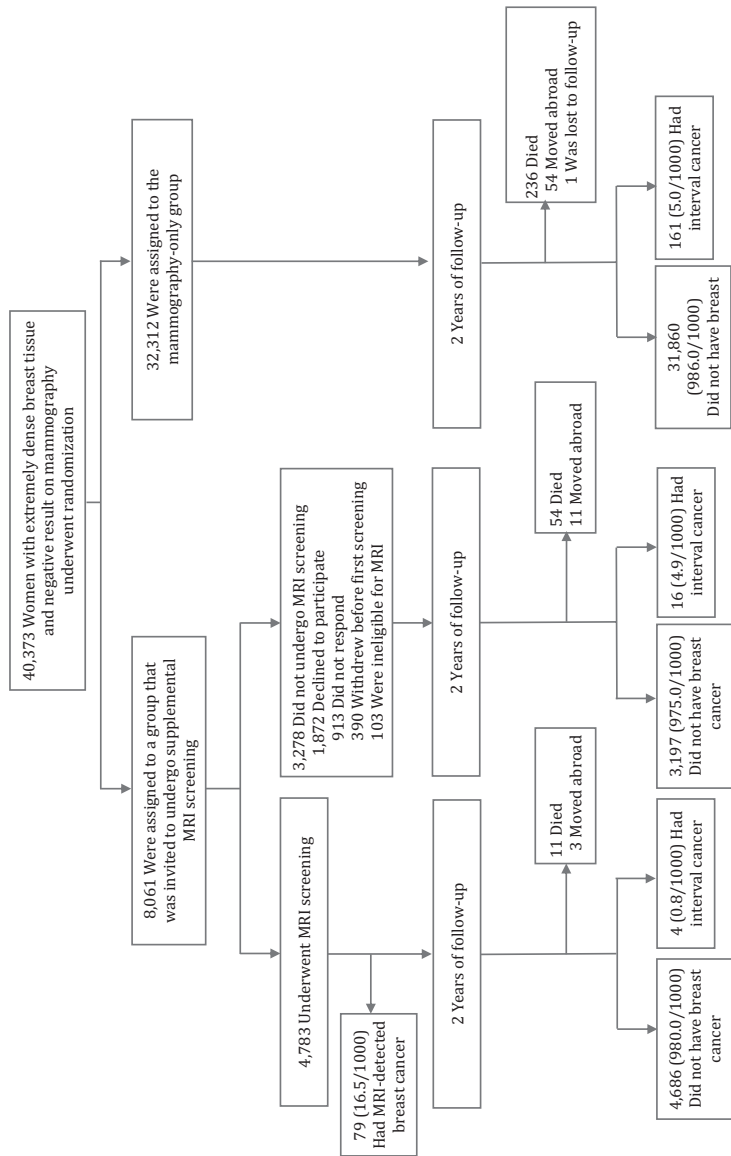 40,373 Women with extremely dense breast tissue
and negative result on mammography
underwent randomization
8,061 Were assigned to a group that
was invited to undergo supplemental
MRI screening
32,312 Were assigned to the
mammography-only group
4,783 Underwent MRI screening
3,278 Did not undergo MRI screening
1,872 Declined to participate
913 Did not respond
390 Withdrew before first screening
103 Were ineligible for MRI
79 (16.5/1000)
Had MRI-detected
breast cancer
2 Years of follow-up
2 Years of follow-up
2 Years of follow-up
11 Died
3 Moved abroad
54 Died
11 Moved abroad
236 Died
54 Moved abroad
1 Was lost to follow-up
4,686 (980.0/1000)
Did not have breast
cancer
4 (0.8/1000) Had
interval cancer
3,197 (975.0/1000)
Did not have breast
cancer
16 (4.9/1000) Had
interval cancer
31,860
(986.0/1000)
Did not have breast
161 (5.0/1000) Had
interval cancer